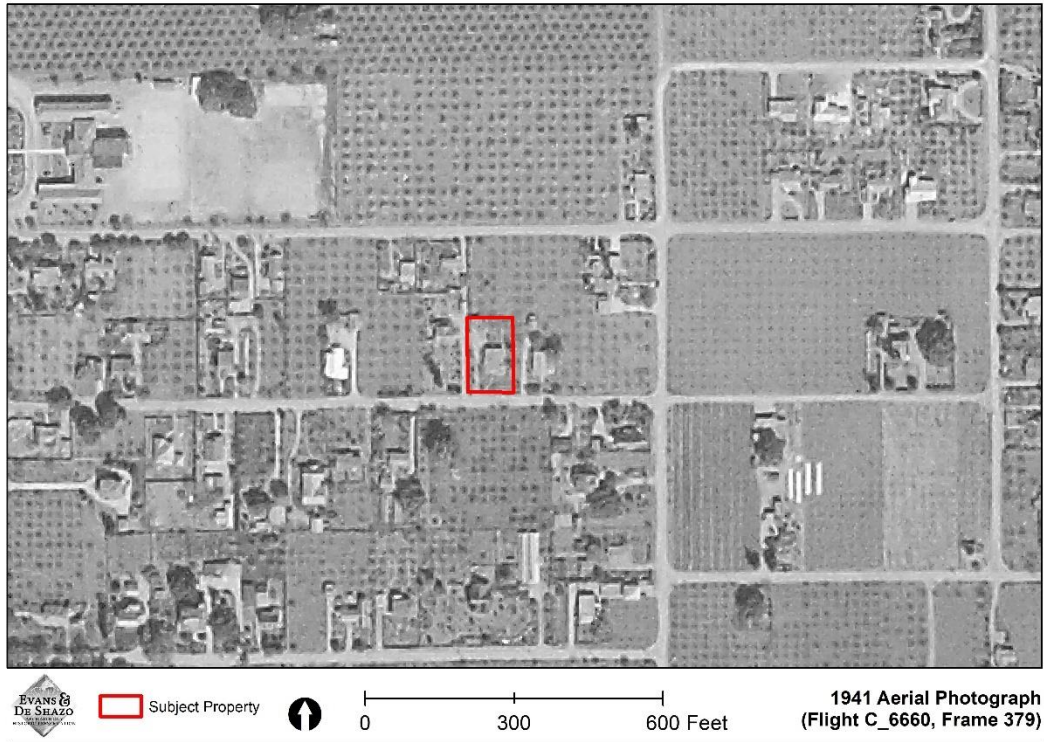 EVANS &
DE SHAZO
Subject Property
0 300 600 Feet
1941 Aerial Photograph
(Flight C_6660, Frame 379)